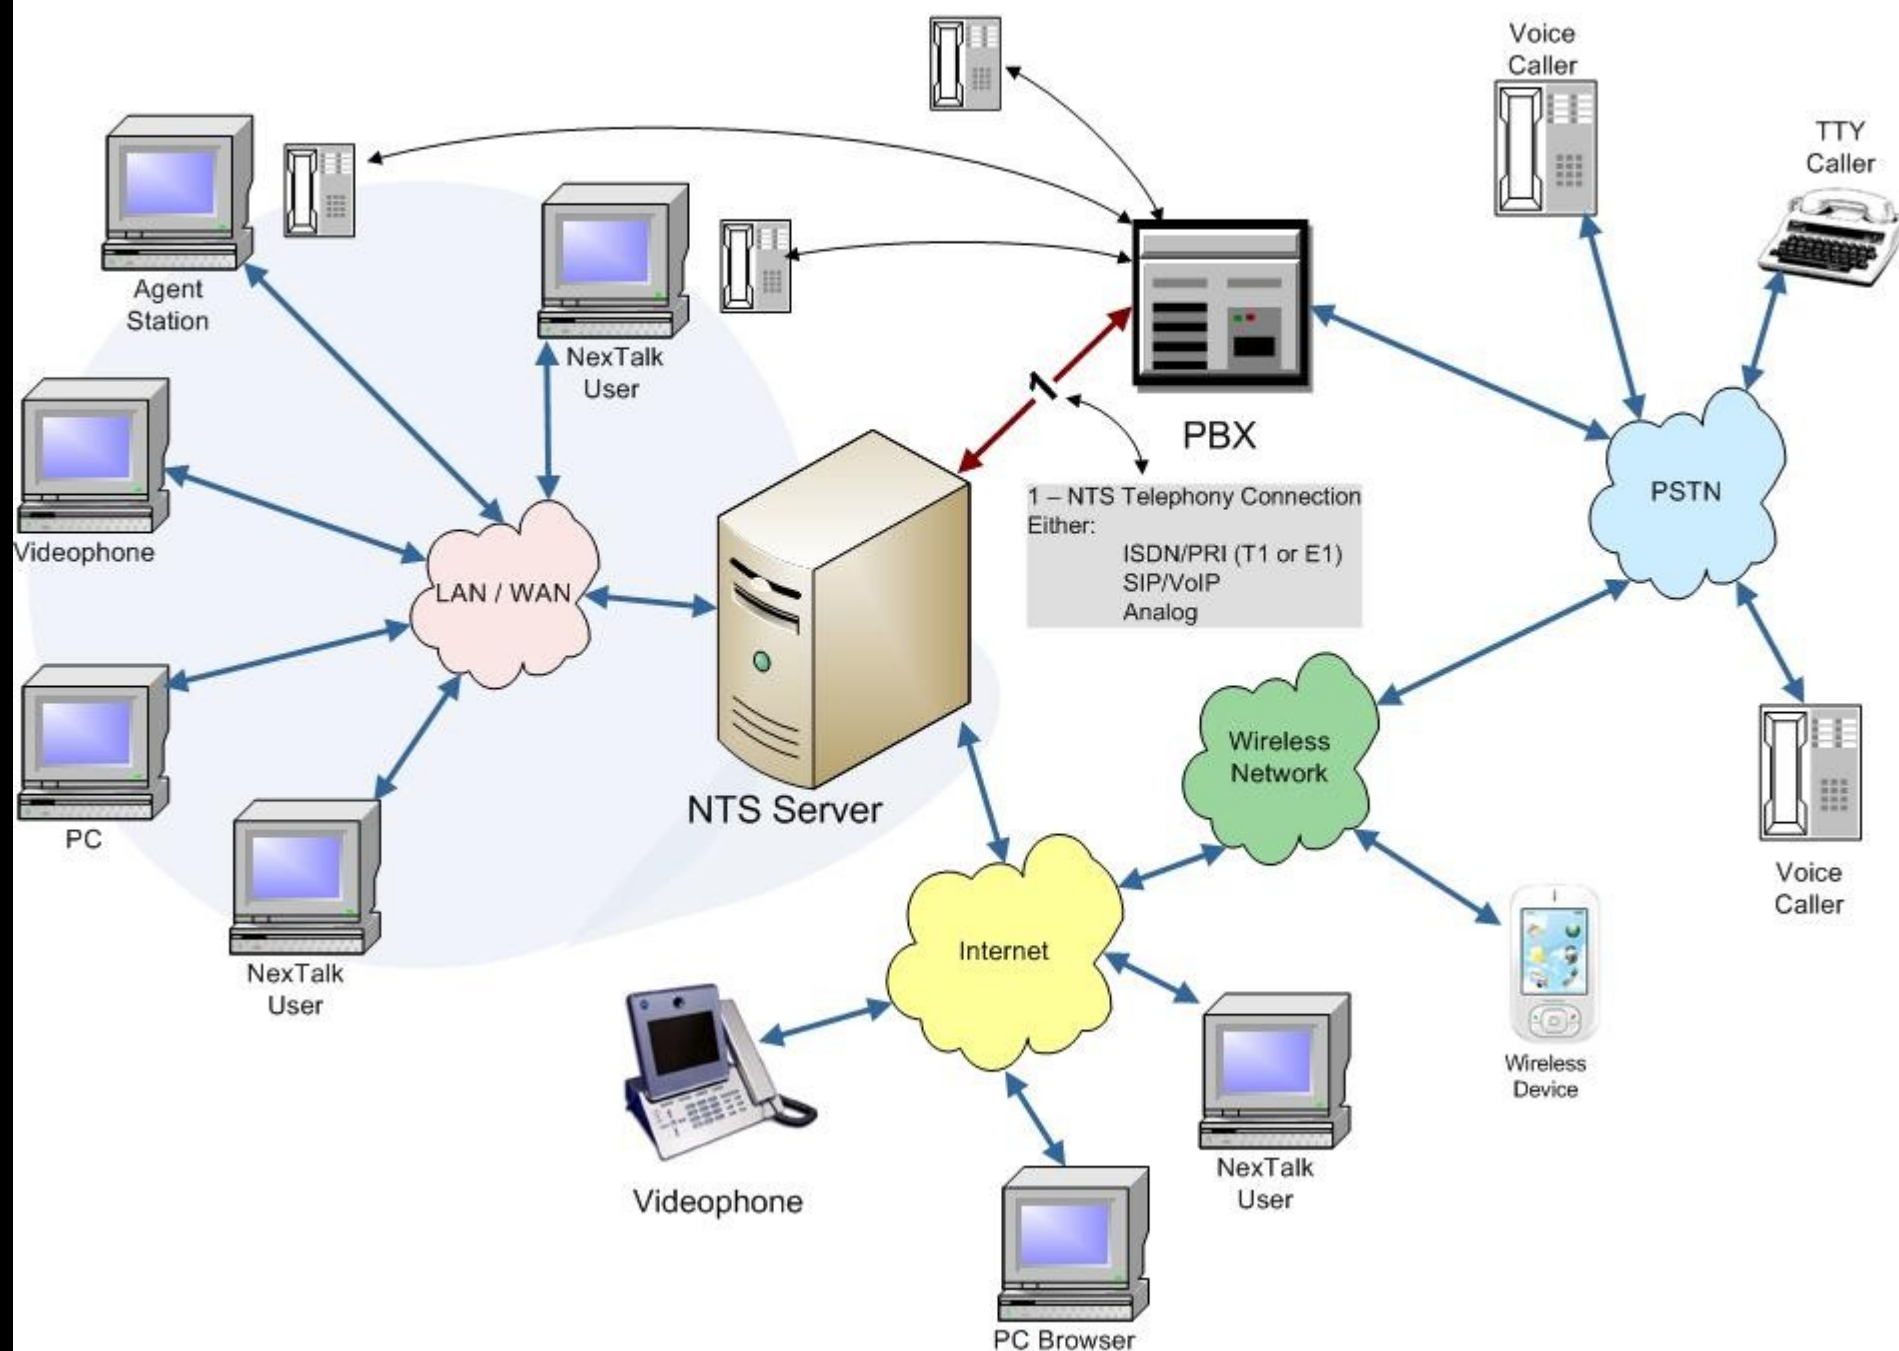 Voice
Caller
TTY
Caller
Agent
Station
NexTalk
User
PBX
1 – NTS Telephony Connection
Either:
ISDN/PRI (T1 or E1)
SIP/VoIP
Analog
PSTN
Videophone
LAN / WAN
1
Wireless
Network
NTS Server
PC
Voice
Caller
NexTalk
User
Internet
Wireless
Device
Videophone
NexTalk
User
PC Browser